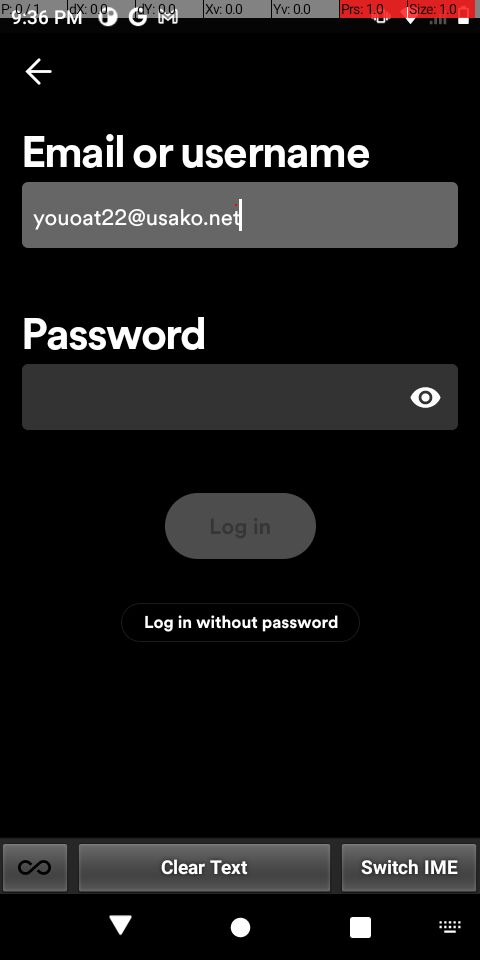 P: 0 / 1 dX: 0.0 dY: 0.0 Xv: 0.0 Yv: 0.0 Prs: 1.0 Size: 1.0
9:36 PM
Email or username
youoat22@usako.net
Password
Log in
Log in without password
Clear Text Switch IME